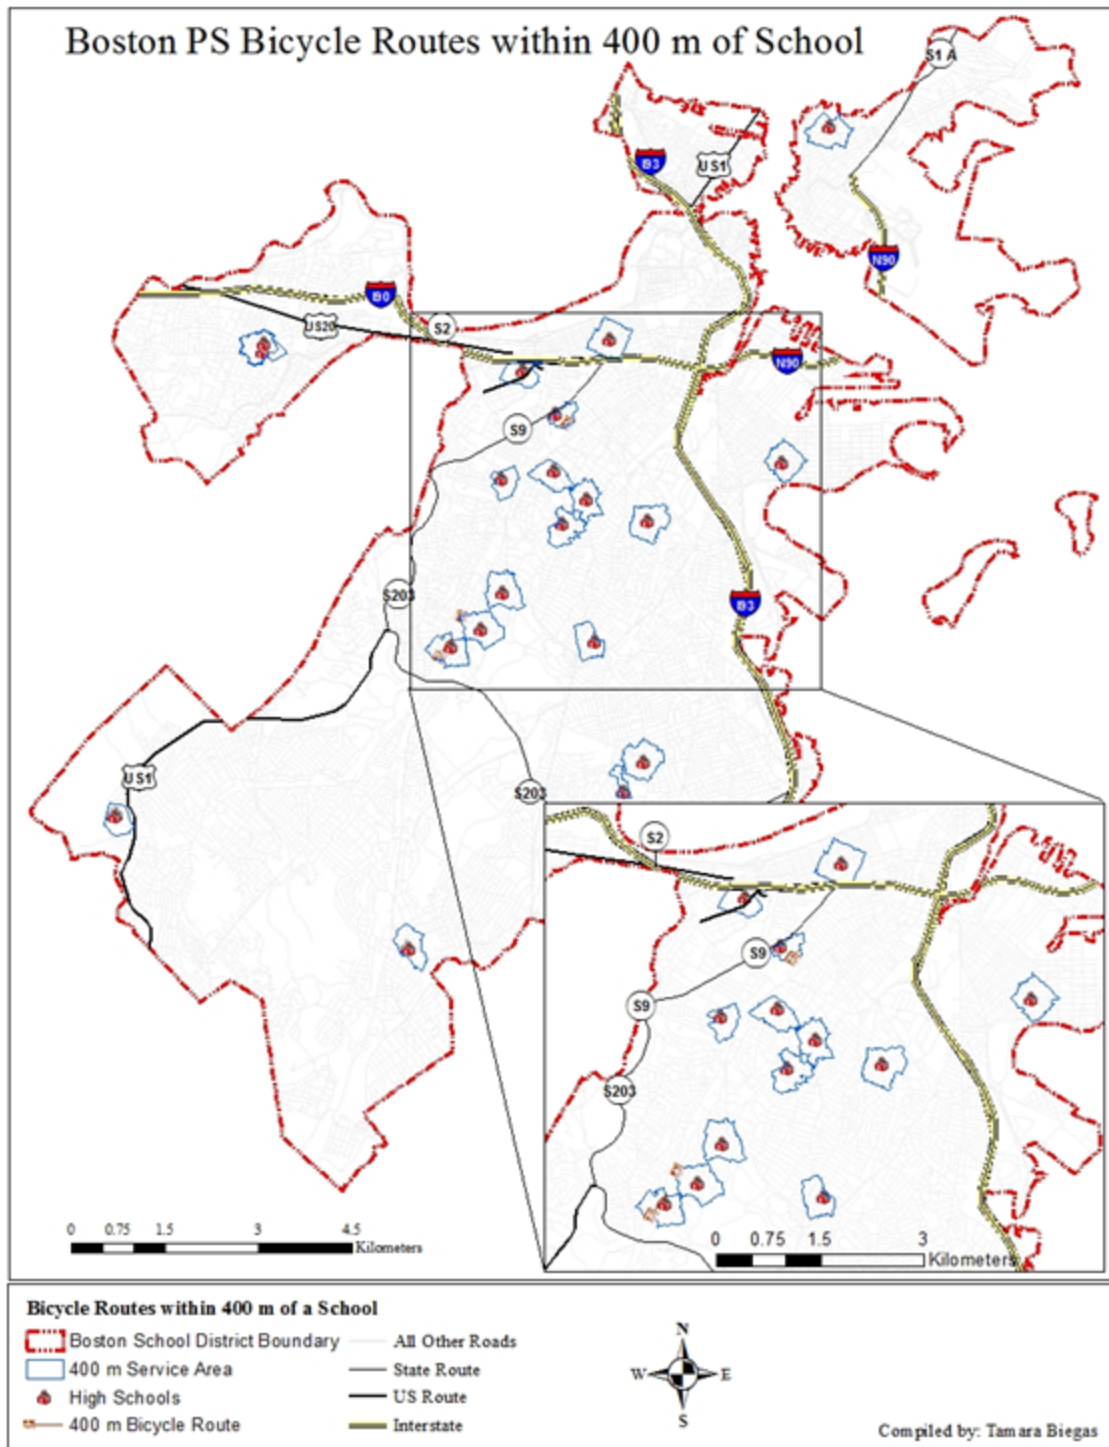 Boston PS Bicycle Routes within 400 m of School
S1 A
I93
US1
N90
I90
US20
S2
N90
S9
S203
I93
US1
S203
S2
S9
S9
S203
0 0.75 1.5 3 4.5
Kilometers
0 0.75 1.5 3
Kilometers
Bicycle Routes within 400 m of a School
Boston School District Boundary
400 m Service Area
High Schools
400 m Bicycle Route
All Other Roads
State Route
US Route
Interstate
N
W E
S
Compiled by: Tamara Biegas